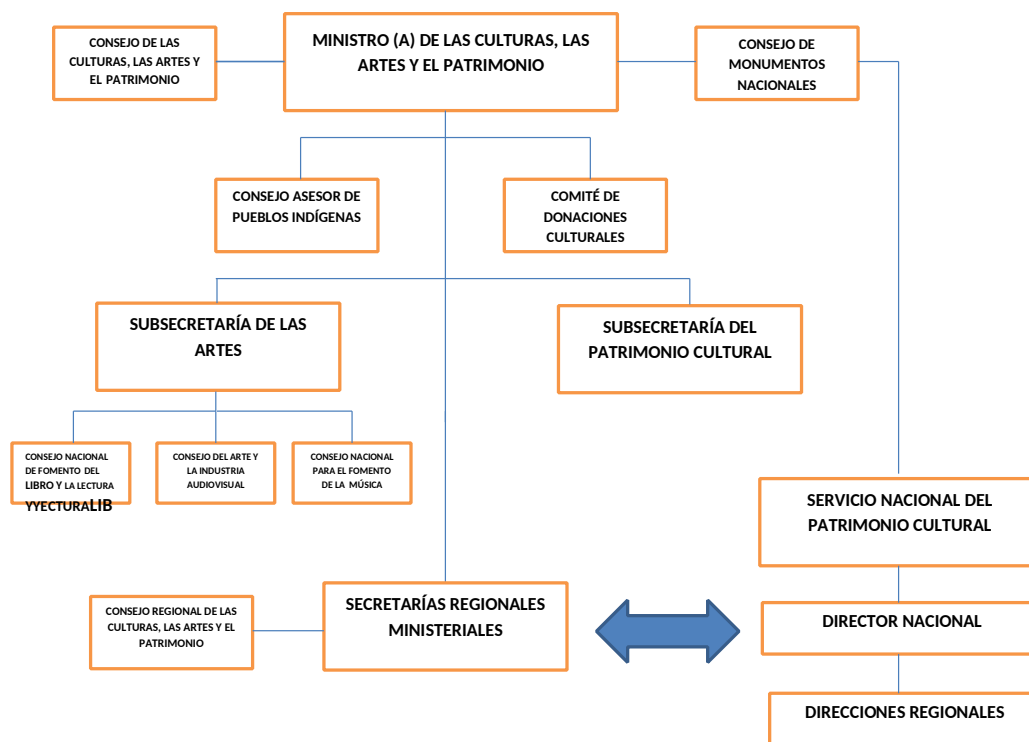 CONSEJO DE LAS
CULTURAS, LAS ARTES Y
EL PATRIMONIO
MINISTRO (A) DE LAS CULTURAS, LAS
ARTES Y EL PATRIMONIO
CONSEJO DE
MONUMENTOS
NACIONALES
CONSEJO ASESOR DE
PUEBLOS INDÍGENAS
COMITÉ DE
DONACIONES
CULTURALES
SUBSECRETARÍA DE LAS
ARTES
SUBSECRETARÍA DEL
PATRIMONIO CULTURAL
CONSEJO NACIONAL
DE FOMENTO DEL
LIBRO Y LA LECTURA
YYECTURALIB
CONSEJO DEL ARTE Y
LA INDUSTRIA
AUDIOVISUAL
CONSEJO NACIONAL
PARA EL FOMENTO
DE LA MÚSICA
SERVICIO NACIONAL DEL
PATRIMONIO CULTURAL
CONSEJO REGIONAL DE LAS
CULTURAS, LAS ARTES Y EL
PATRIMONIO
SECRETARÍAS REGIONALES
MINISTERIALES
DIRECTOR NACIONAL
DIRECCIONES REGIONALES